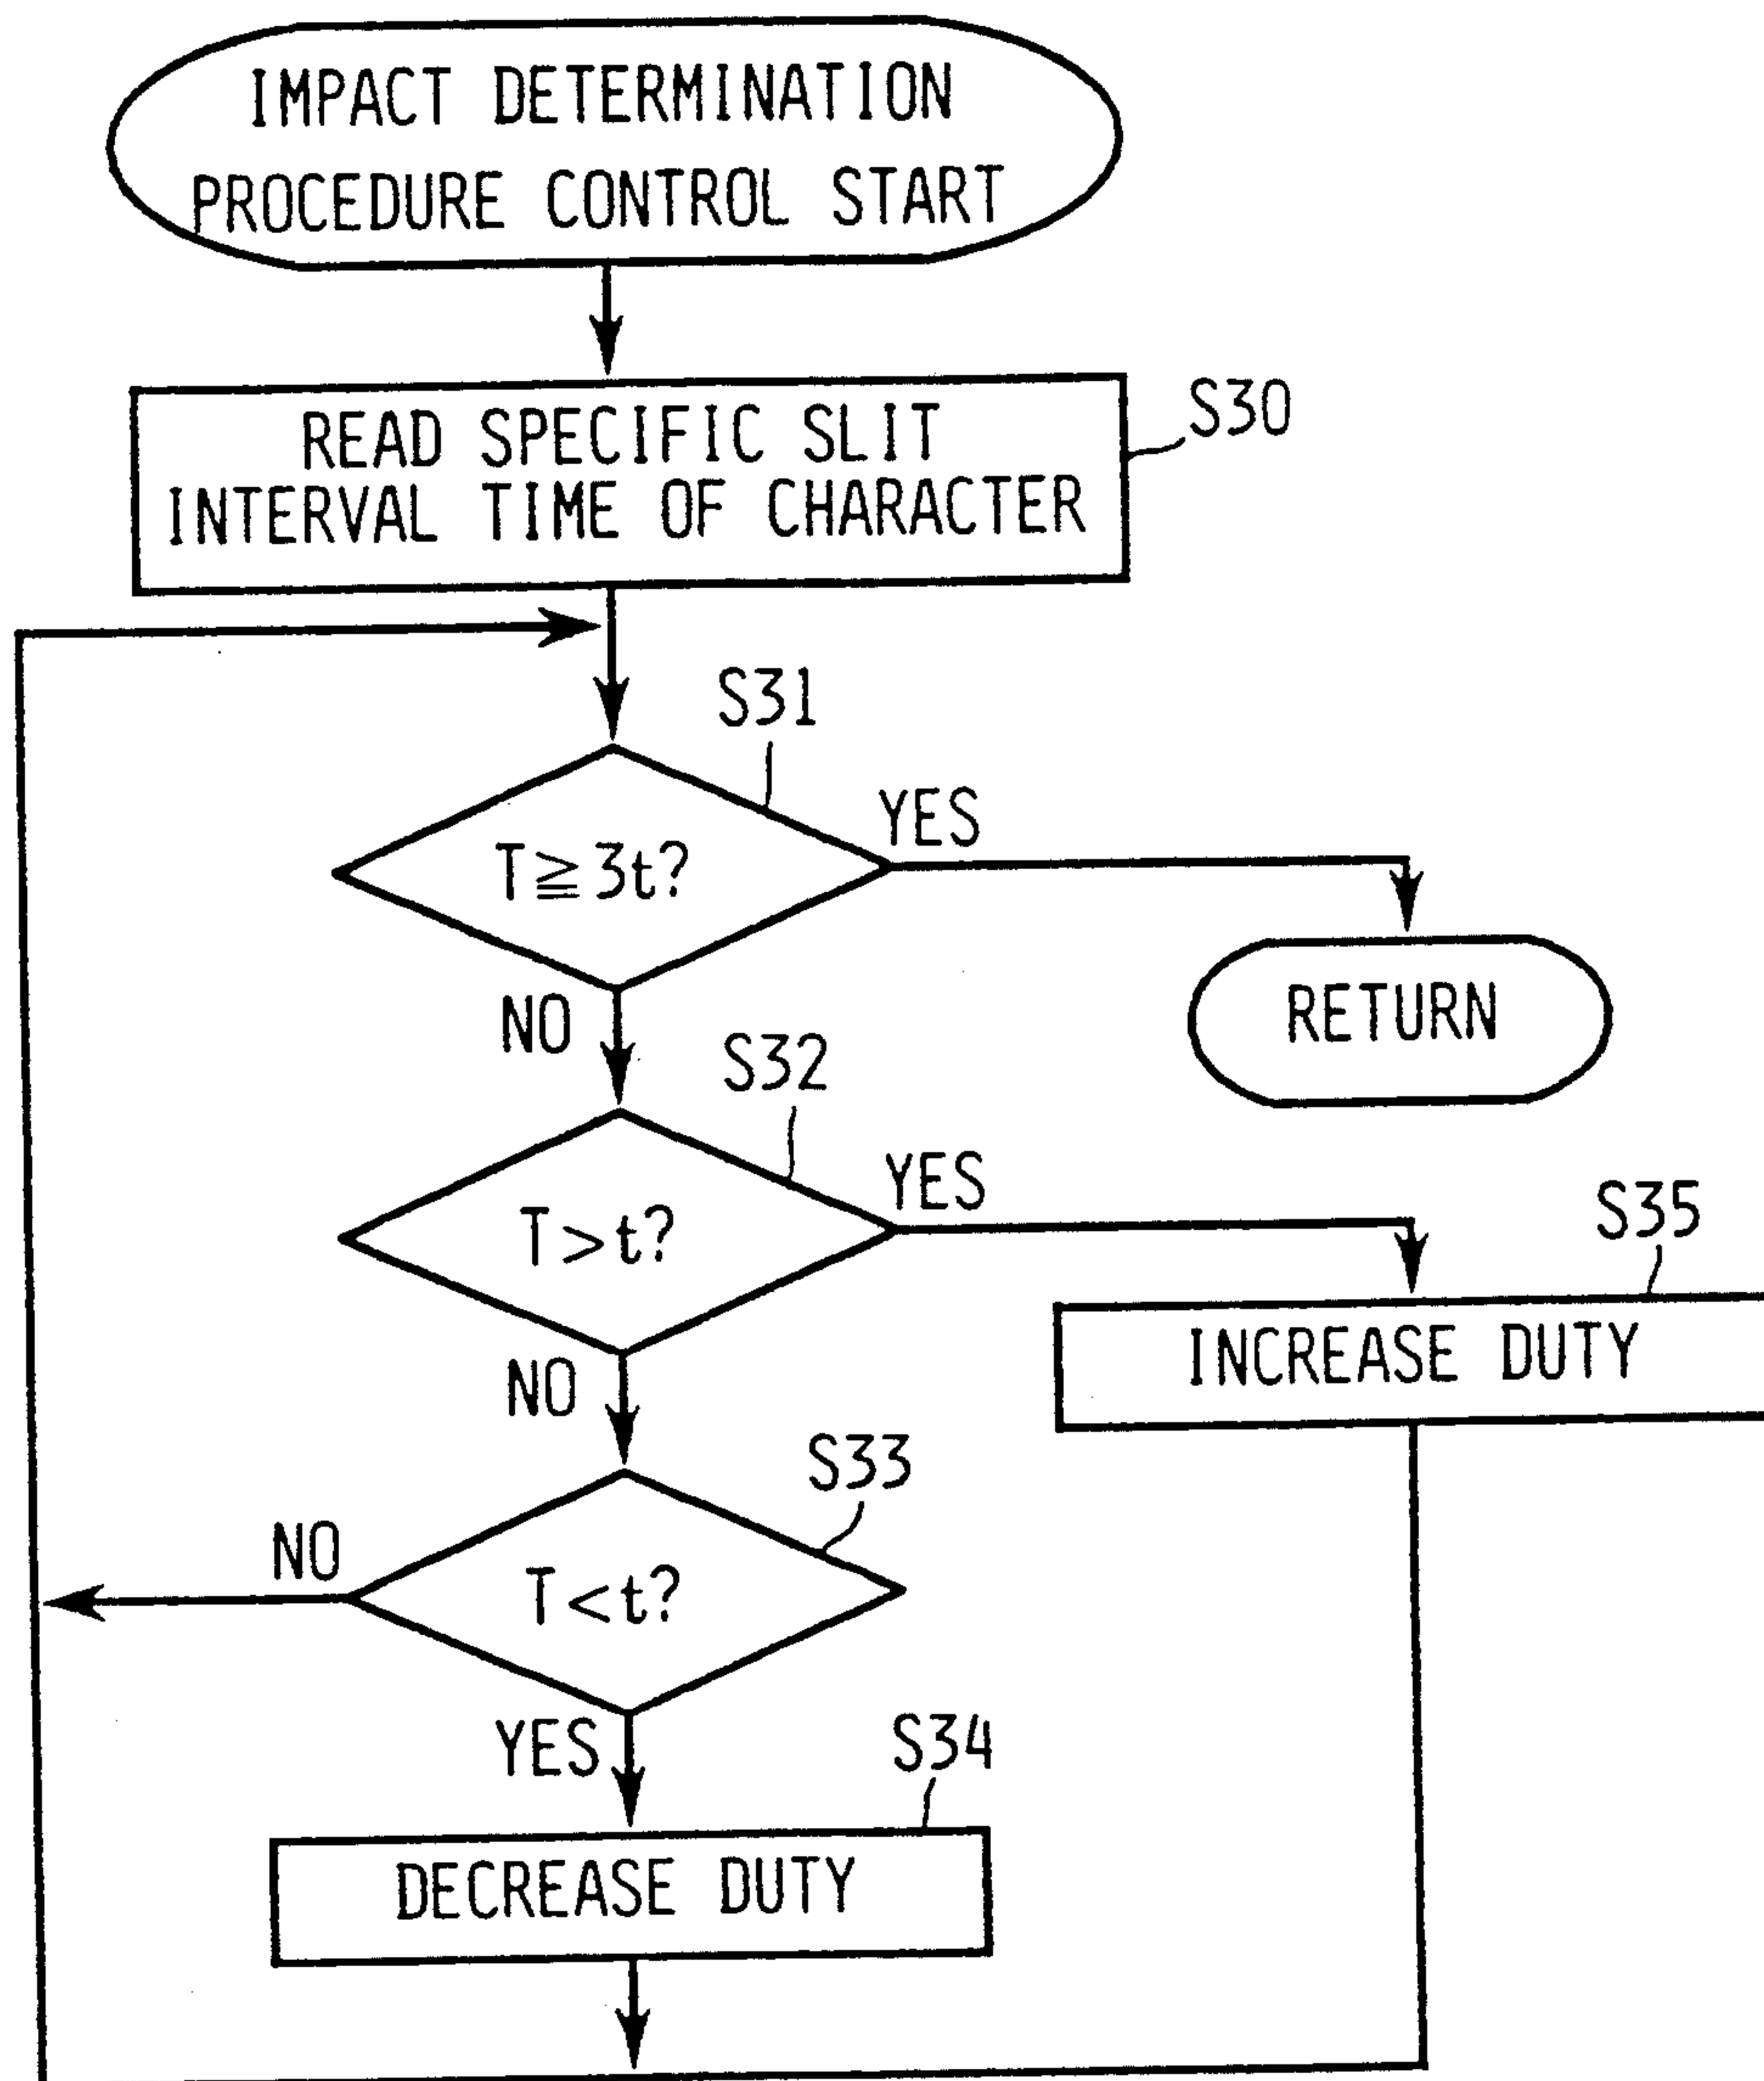 IMPACT DETERMINATION
PROCEDURE CONTROL START
READ SPECIFIC SLIT
INTERVAL TIME OF CHARACTER
S30
S31
T≧3t?
YES
NO
RETURN
S32
T>t?
YES
NO
S35
INCREASE DUTY
S33
T<t?
NO
YES
S34
DECREASE DUTY